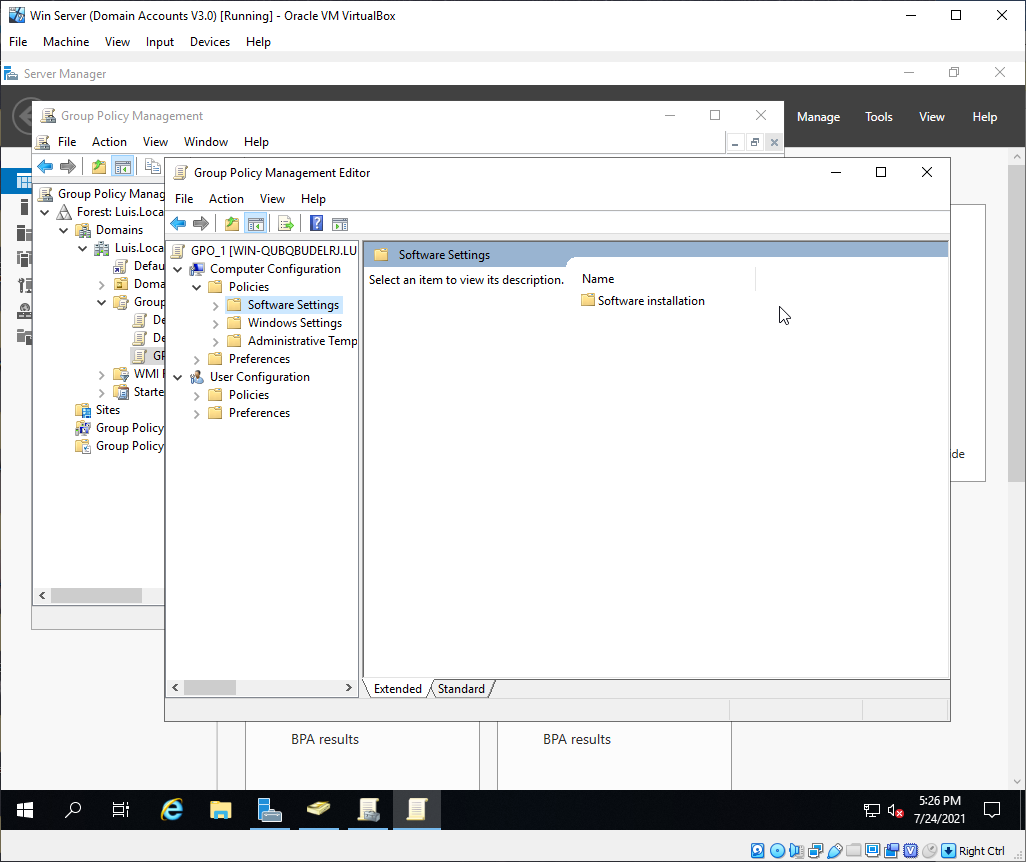 Win Server (Domain Accounts V3.0) [Running] - Oracle VM VirtualBox
File Machine View Input Devices Help
Server Manager
Manage Tools View Help
Group Policy Management
File Action View Window Help
Group Policy Manag
Forest: Luis.Loca
Domains
Luis.Loca
Defau
Doma
Group
De
De
GP
WMI F
Starte
Sites
Group Policy
Group Policy
Group Policy Management Editor
File Action View Help
GPO_1 [WIN-QUBQBUDELRJ.LU
Computer Configuration
Policies
Software Settings
Windows Settings
Administrative Temp
Preferences
User Configuration
Policies
Preferences
Software Settings
Select an item to view its description.
Name
Software installation
Extended Standard
de
BPA results BPA results
5:26 PM
7/24/2021
Right Ctrl